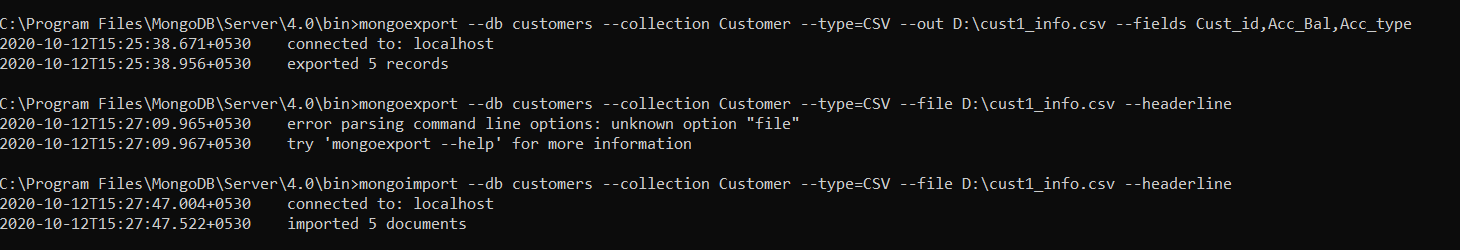 C:\Program Files\MongoDB\Server\4.0\bin>mongoexport --db customers --collection Customer --type=CSV --out D:\cust1_info.csv --fields Cust_id,Acc_Bal,Acc_type
2020-10-12T15:25:38.671+0530    connected to: localhost
2020-10-12T15:25:38.956+0530    exported 5 records
C:\Program Files\MongoDB\Server\4.0\bin>mongoexport --db customers --collection Customer --type=CSV --file D:\cust1_info.csv --headerline
2020-10-12T15:27:09.965+0530    error parsing command line options: unknown option "file"
2020-10-12T15:27:09.967+0530    try 'mongoexport --help' for more information
C:\Program Files\MongoDB\Server\4.0\bin>mongoimport --db customers --collection Customer --type=CSV --file D:\cust1_info.csv --headerline
2020-10-12T15:27:47.004+0530    connected to: localhost
2020-10-12T15:27:47.522+0530    imported 5 documents